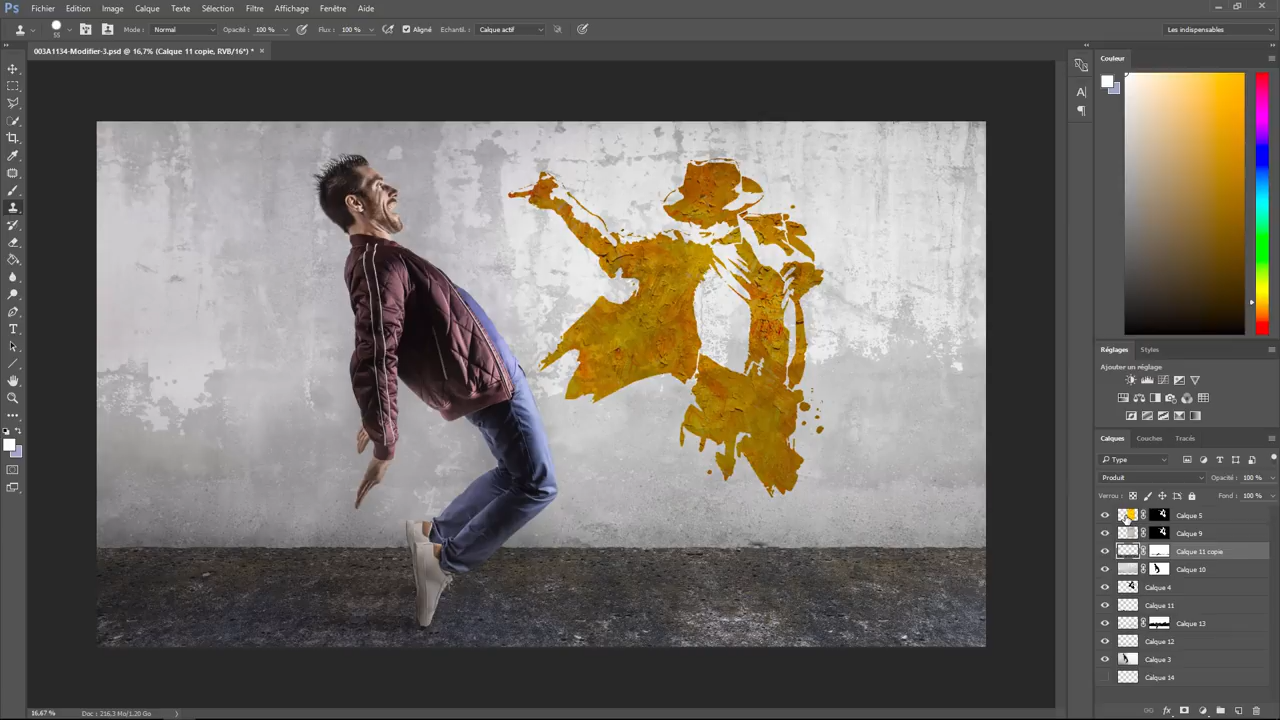 Ps Fichier Edition Image Calque Texte Sélection Filtre Affichage Fenêtre Aide
55 Mode : Normal Opacité : 100 % Flux : 100 % Aligné Echantil. : Calque actif Les indispensables
003A1134-Modifier-3.psd @ 16,7% (Calque 11 copie, RVB/16*) * ×
Couleur
Réglages Styles
Ajouter un réglage
Calques Couches Tracés
Type
Produit Opacité : 100 %
Verrou : Fond : 100 %
Calque 5
Calque 9
Calque 11 copie
Calque 10
Calque 4
Calque 11
Calque 13
Calque 12
Calque 3
Calque 14
16.67 % Doc : 216.3 Mo/1.20 Go